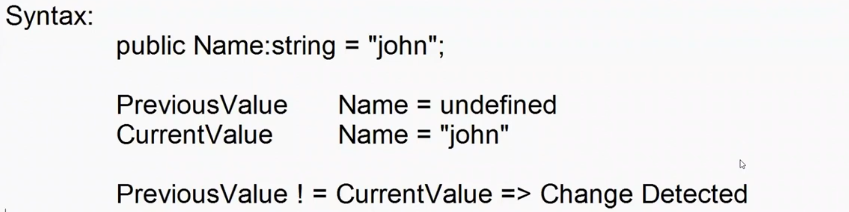 Syntax:
public Name:string = "john";
PreviousValue Name = undefined
CurrentValue Name = "john"
PreviousValue ! = CurrentValue => Change Detected